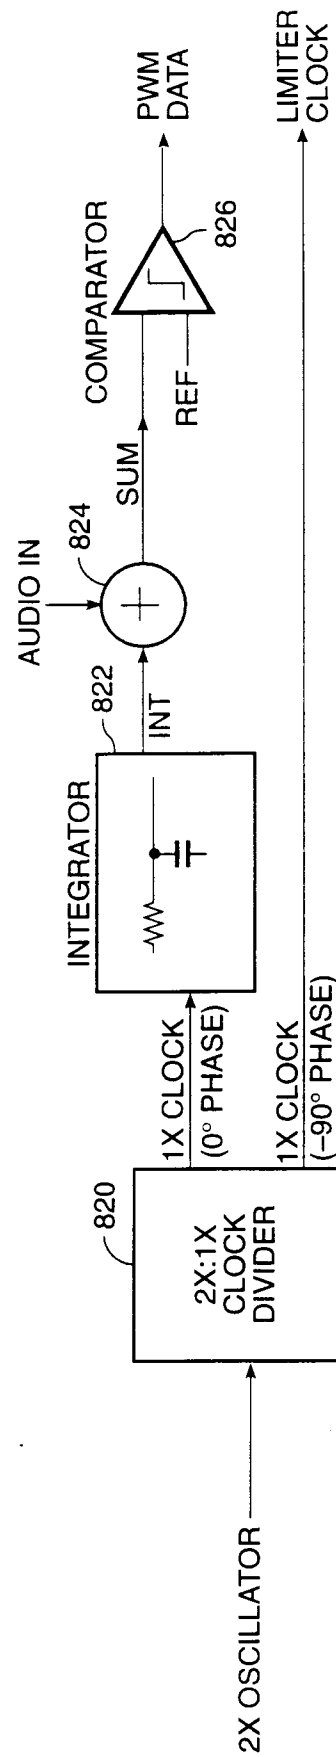 2X OSCILLATOR
820
2X:1X
CLOCK
DIVIDER
1X CLOCK
(0° PHASE)
1X CLOCK
(–90° PHASE)
INTEGRATOR
822
INT
AUDIO IN
824
+
SUM
COMPARATOR
REF
826
PWM
DATA
LIMITER
CLOCK